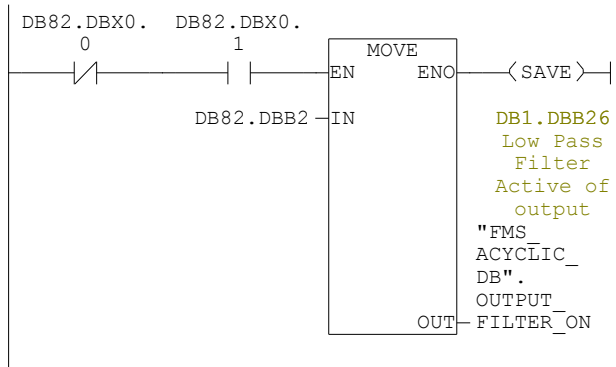 DB82.DBX0. DB82.DBX0.
0 1
MOVE
EN ENO
SAVE
DB82.DBB2 IN
DB1.DBB26
Low Pass
Filter
Active of
output
"FMS_
ACYCLIC_
DB".
OUTPUT_
OUT FILTER_ON